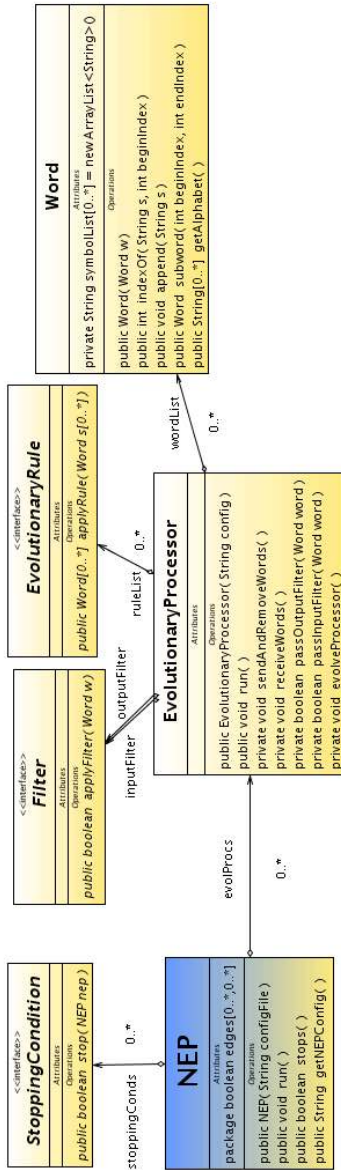 <<interface>>
StoppingCondition
Attributes
Operations
public boolean stop( NEP nep )
stoppingConds
0..*
NEP
Attributes
package boolean edges[0..*,0..*]
Operations
public NEP( String configFile )
public void run( )
public boolean stops( )
public String getNEPConfig( )
evolProcs
0..*
<<interface>>
Filter
Attributes
Operations
public boolean applyFilter( Word w )
inputFilter
outputFilter
<<interface>>
EvolutionaryRule
Attributes
Operations
public Word[0..*] applyRule( Word s[0..*] )
ruleList
0..*
EvolutionaryProcessor
Attributes
Operations
public EvolutionaryProcessor( String config )
public void run( )
private void sendAndRemoveWords( )
private void receiveWords( )
private boolean passOutputFilter( Word word )
private boolean passInputFilter( Word word )
private void evolveProcessor( )
wordList
0..*
Word
Attributes
private String symbolList[0..*] = new ArrayList<String>()
Operations
public Word( Word w )
public int indexOf( String s, int beginIndex )
public void append( String s )
public Word subword( int beginIndex, int endIndex )
public String[0..*] getAlphabet( )